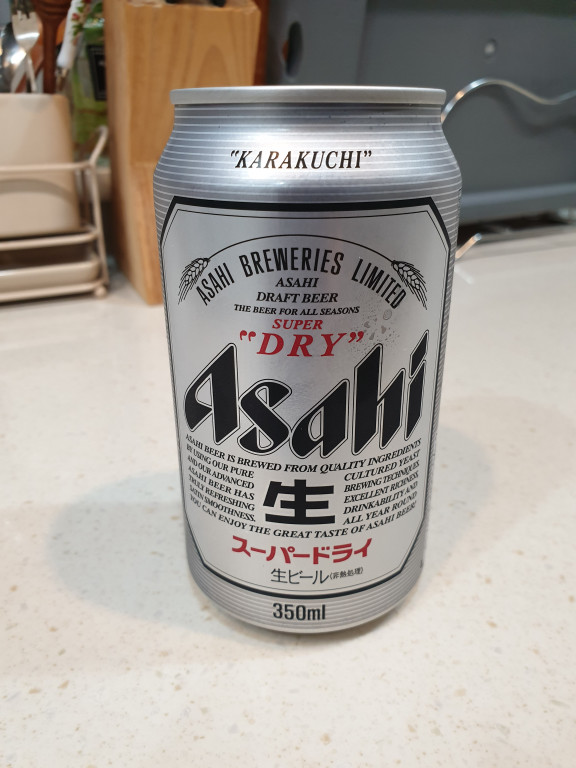 "KARAKUCHI"
ASAHI BREWERIES LIMITED
ASAHI
DRAFT BEER
THE BEER FOR ALL SEASONS
SUPER
"DRY"
Asahi
ASAHI BEER IS BREWED FROM QUALITY INGREDIENTS
BY USING OUR PURE CULTURED YEAST
AND OUR ADVANCED BREWING TECHNIQUES.
ASAHI BEER HAS EXCELLENT RICHNESS,
TRULY REFRESHING DRINKABILITY AND
SATIN SMOOTHNESS. ALL YEAR ROUND
YOU CAN ENJOY THE GREAT TASTE OF ASAHI BEER!
生
スーパードライ
生ビール(非熱処理)
350ml